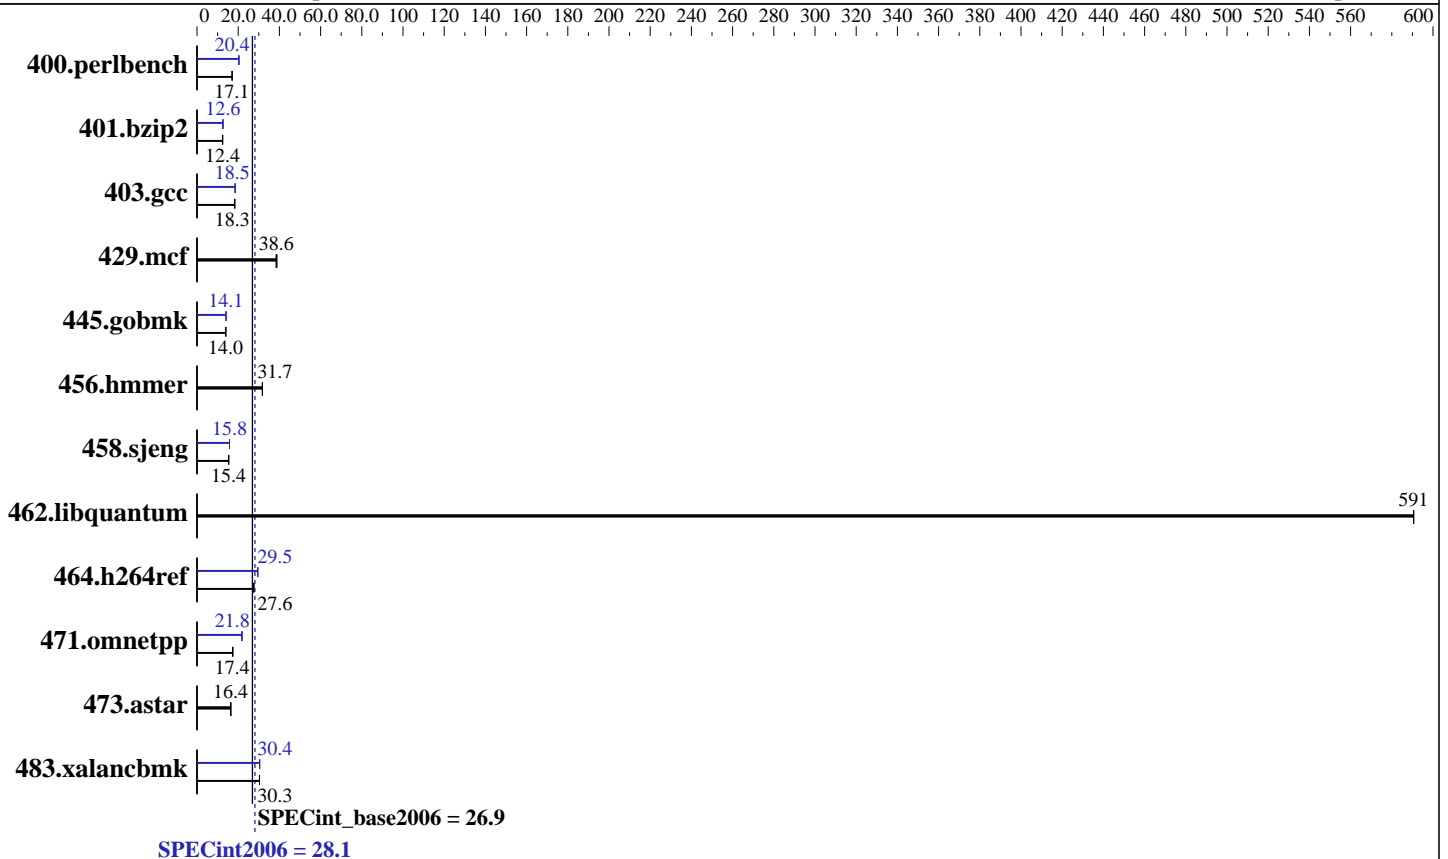 0 20.0 40.0 60.0 80.0 100 120 140 160 180 200 220 240 260 280 300 320 340 360 380 400 420 440 460 480 500 520 540 560 600
20.4
400.perlbench
17.1
12.6
401.bzip2
12.4
18.5
403.gcc
18.3
38.6
429.mcf
14.1
445.gobmk
14.0
31.7
456.hmmer
15.8
458.sjeng
15.4
591
462.libquantum
29.5
464.h264ref
27.6
21.8
471.omnetpp
17.4
16.4
473.astar
30.4
483.xalancbmk
30.3
SPECint_base2006 = 26.9
SPECint2006 = 28.1